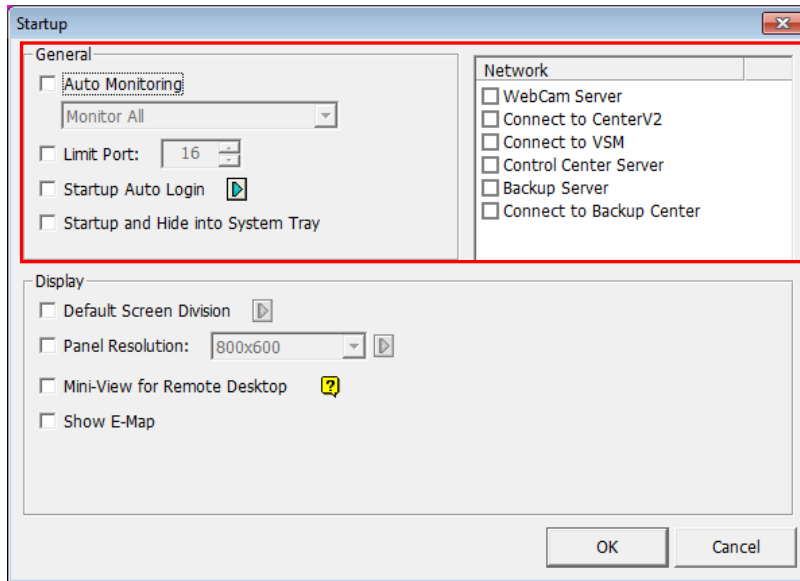 Startup
General
Auto Monitoring
Monitor All
Limit Port: 16
Startup Auto Login
Startup and Hide into System Tray
Network
WebCam Server
Connect to CenterV2
Connect to VSM
Control Center Server
Backup Server
Connect to Backup Center
Display
Default Screen Division
Panel Resolution: 800x600
Mini-View for Remote Desktop ?
Show E-Map
OK Cancel